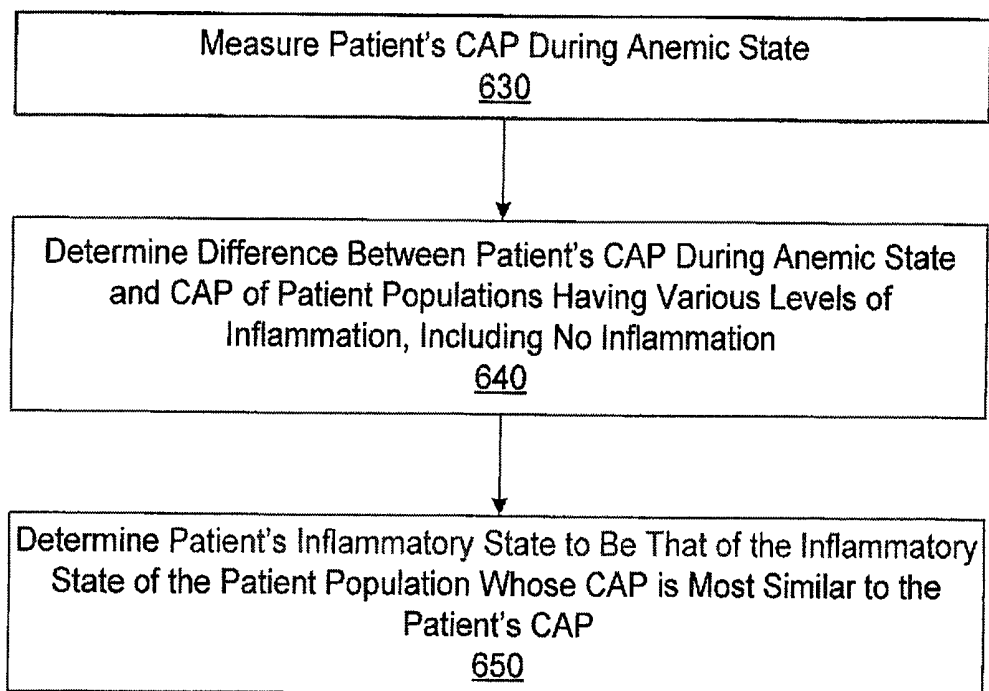 Measure Patient's CAP During Anemic State
630
Determine Difference Between Patient's CAP During Anemic State
and CAP of Patient Populations Having Various Levels of
Inflammation, Including No Inflammation
640
Determine Patient's Inflammatory State to Be That of the Inflammatory
State of the Patient Population Whose CAP is Most Similar to the
Patient's CAP
650